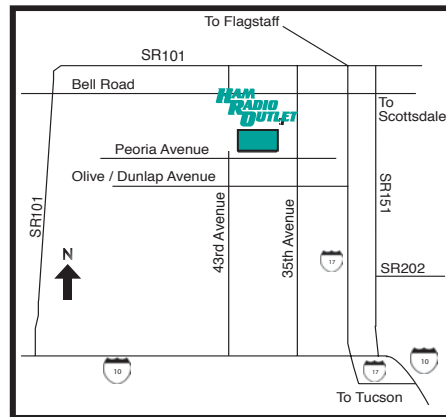 To Flagstaff
SR101
Bell Road
HAM
RADIO
OUTLET
To
Scottsdale
Peoria Avenue
Olive / Dunlap Avenue
SR101
43rd Avenue
35th Avenue
SR151
N
17
SR202
10
17
10
To Tucson